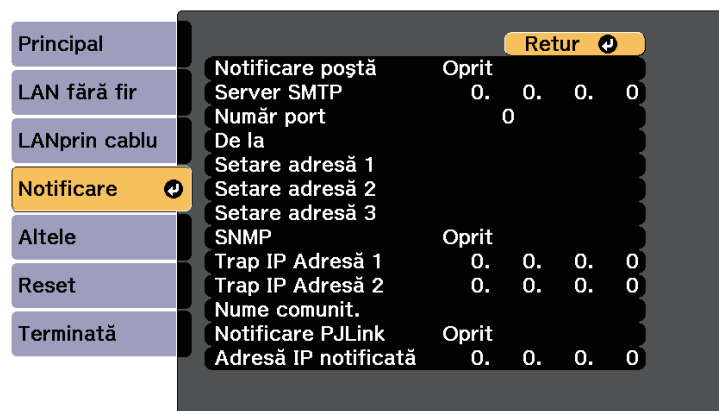 Principal
LAN fără fir
LANprin cablu
Notificare
Altele
Reset
Terminată
Retur
Notificare poştă Oprit
Server SMTP 0. 0. 0. 0
Număr port 0
De la
Setare adresă 1
Setare adresă 2
Setare adresă 3
SNMP Oprit
Trap IP Adresă 1 0. 0. 0. 0
Trap IP Adresă 2 0. 0. 0. 0
Nume comunit.
Notificare PJLink Oprit
Adresă IP notificată 0. 0. 0. 0